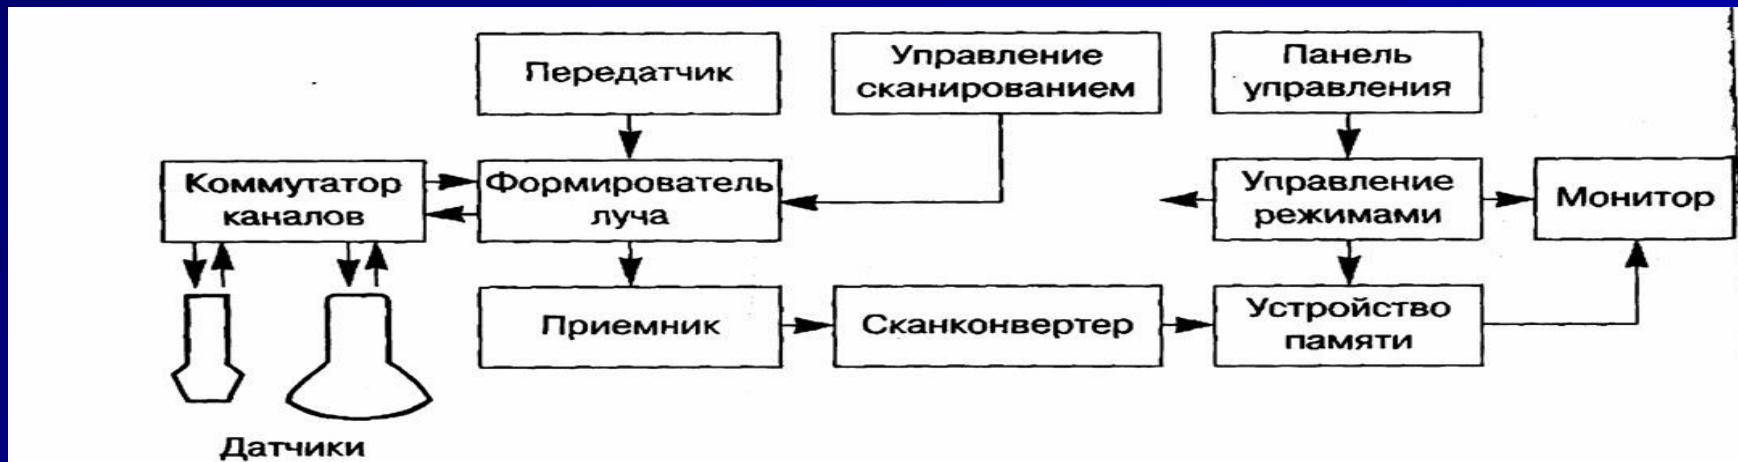 Передатчик
Управление
сканированием
Панель
управления
Коммутатор
каналов
Формирователь
луча
Управление
режимами
Монитор
Приемник
Сканконвертер
Устройство
памяти
Датчики